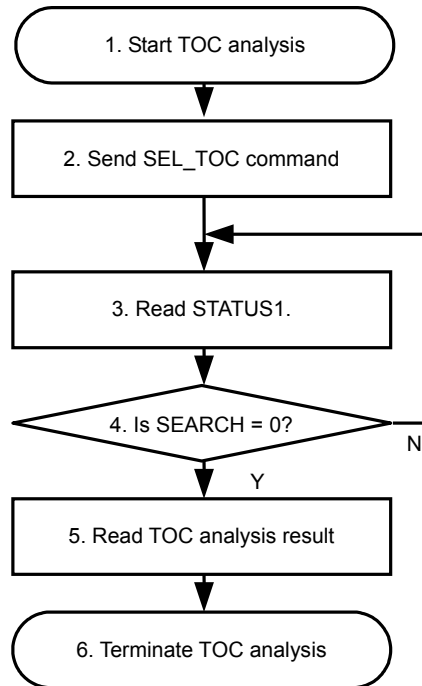 1. Start TOC analysis
2. Send SEL_TOC command
3. Read STATUS1.
4. Is SEARCH = 0?
N
Y
5. Read TOC analysis result
6. Terminate TOC analysis